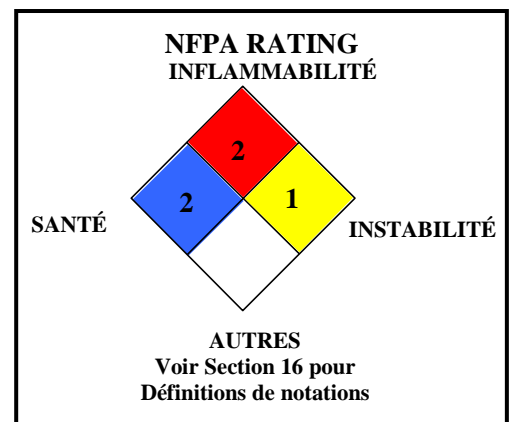 NFPA RATING
INFLAMMABILITÉ
2
2
1
SANTÉ
INSTABILITÉ
AUTRES
Voir Section 16 pour
Définitions de notations